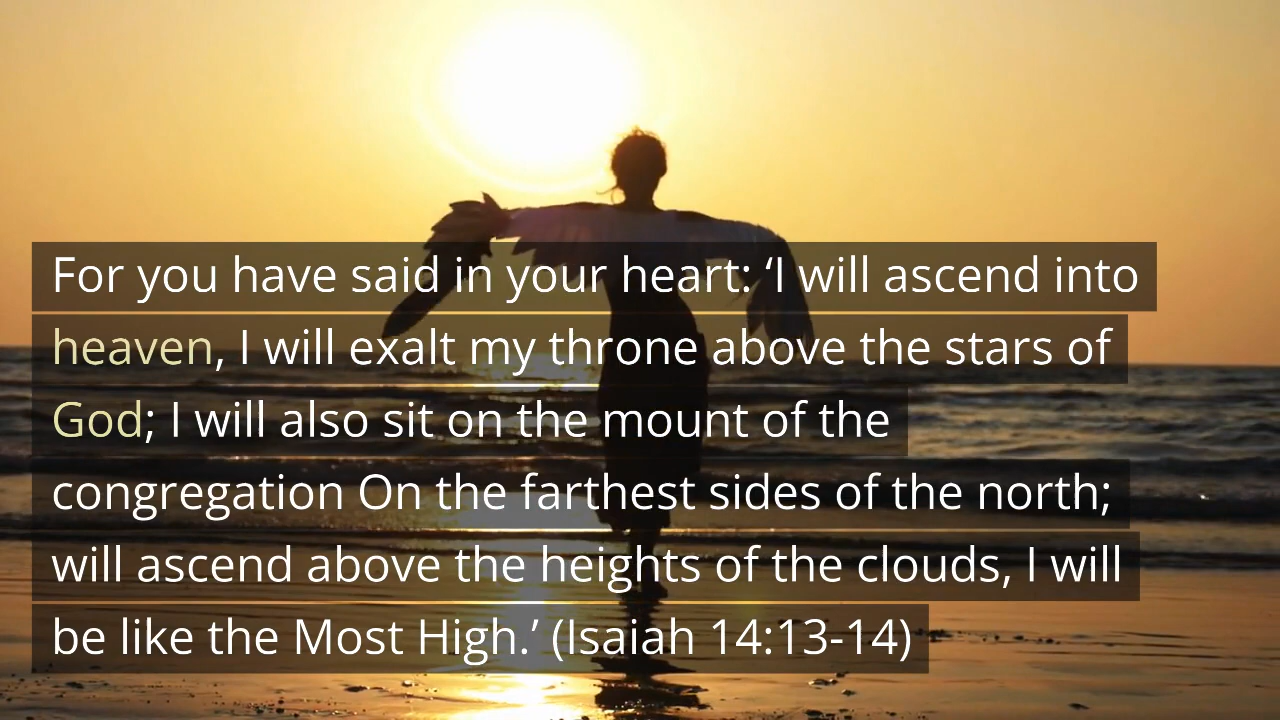 For you have said in your heart: ‘I will ascend into
heaven, I will exalt my throne above the stars of
God; I will also sit on the mount of the
congregation On the farthest sides of the north;
will ascend above the heights of the clouds, I will
be like the Most High.’ (Isaiah 14:13-14)